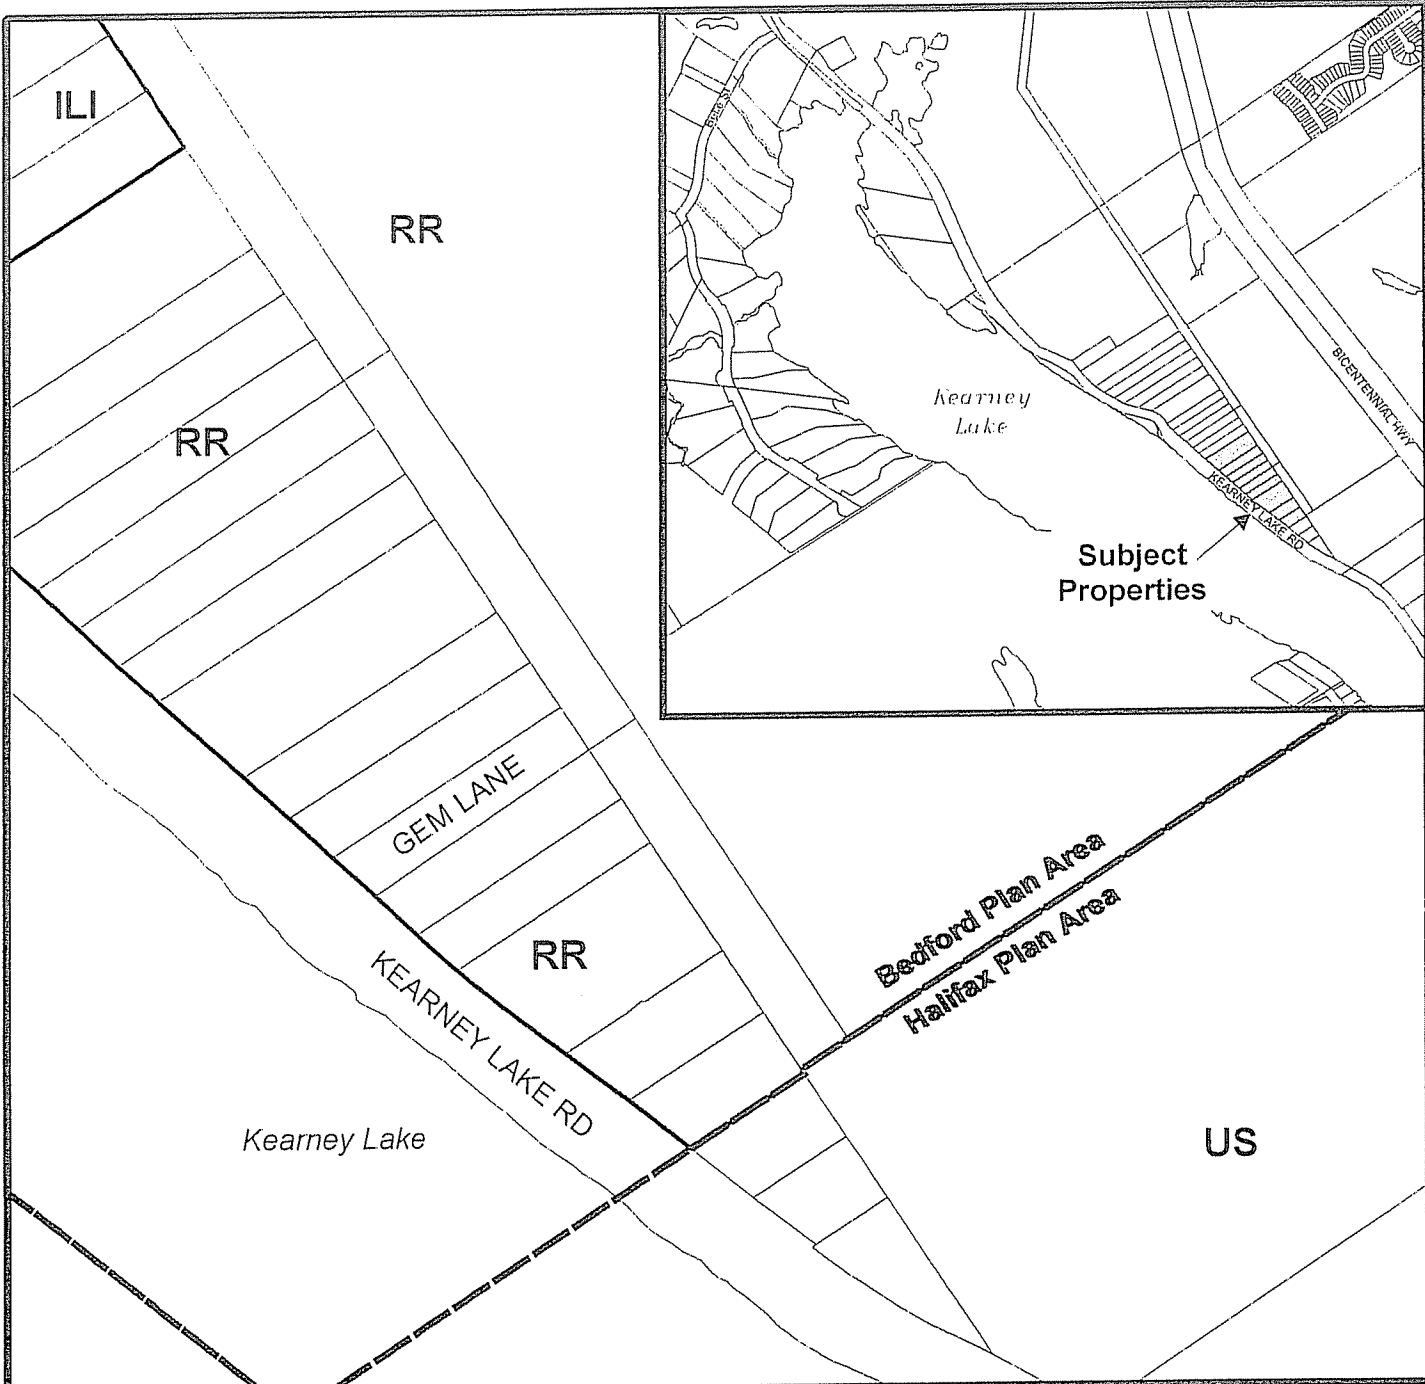 ILI
RR
RR
GEM LANE
RR
KEARNEY LAKE RD
Kearney Lake
Bedford Plan Area
Halifax Plan Area
US
Kearney
Lake
BICENTENNIAL HWY
KEARNEY LAKE RD
Subject
Properties